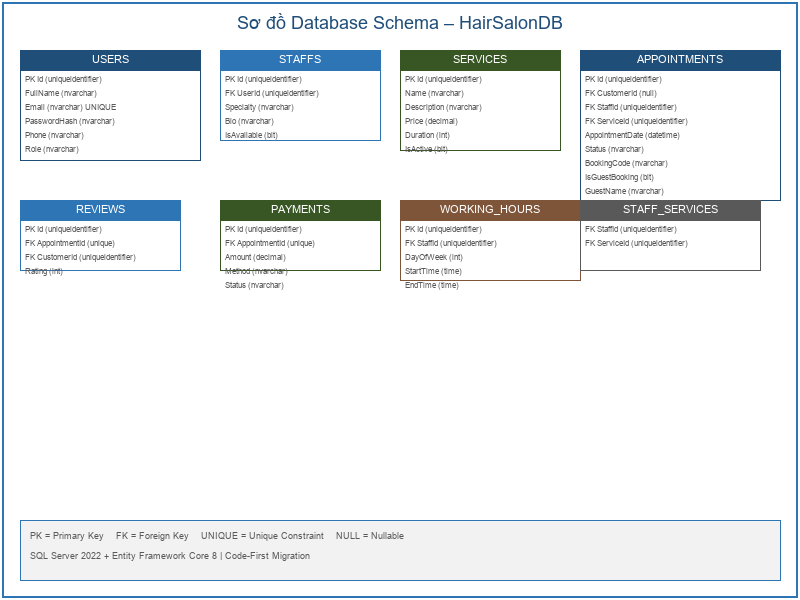 Sơ đồ Database Schema – HairSalonDB
USERS
PK Id (uniqueidentifier)
FullName (nvarchar)
Email (nvarchar) UNIQUE
PasswordHash (nvarchar)
Phone (nvarchar)
Role (nvarchar)
STAFFS
PK Id (uniqueidentifier)
FK UserId (uniqueidentifier)
Specialty (nvarchar)
Bio (nvarchar)
IsAvailable (bit)
SERVICES
PK Id (uniqueidentifier)
Name (nvarchar)
Description (nvarchar)
Price (decimal)
Duration (int)
IsActive (bit)
APPOINTMENTS
PK Id (uniqueidentifier)
FK CustomerId (null)
FK StaffId (uniqueidentifier)
FK ServiceId (uniqueidentifier)
AppointmentDate (datetime)
Status (nvarchar)
BookingCode (nvarchar)
IsGuestBooking (bit)
GuestName (nvarchar)
REVIEWS
PK Id (uniqueidentifier)
FK AppointmentId (unique)
FK CustomerId (uniqueidentifier)
Rating (int)
PAYMENTS
PK Id (uniqueidentifier)
FK AppointmentId (unique)
Amount (decimal)
Method (nvarchar)
Status (nvarchar)
WORKING_HOURS
PK Id (uniqueidentifier)
FK StaffId (uniqueidentifier)
DayOfWeek (int)
StartTime (time)
EndTime (time)
STAFF_SERVICES
FK StaffId (uniqueidentifier)
FK ServiceId (uniqueidentifier)
PK = Primary Key FK = Foreign Key UNIQUE = Unique Constraint NULL = Nullable
SQL Server 2022 + Entity Framework Core 8 | Code-First Migration